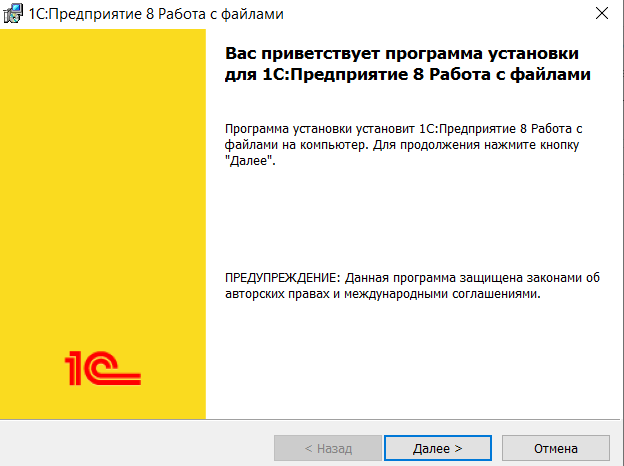 1С:Предприятие 8 Работа с файлами
Вас приветствует программа установки
для 1С:Предприятие 8 Работа с файлами
Программа установки установит 1С:Предприятие 8 Работа с
файлами на компьютер. Для продолжения нажмите кнопку
"Далее".
ПРЕДУПРЕЖДЕНИЕ: Данная программа защищена законами об
авторских правах и международными соглашениями.
1С
< Назад
Далее >
Отмена